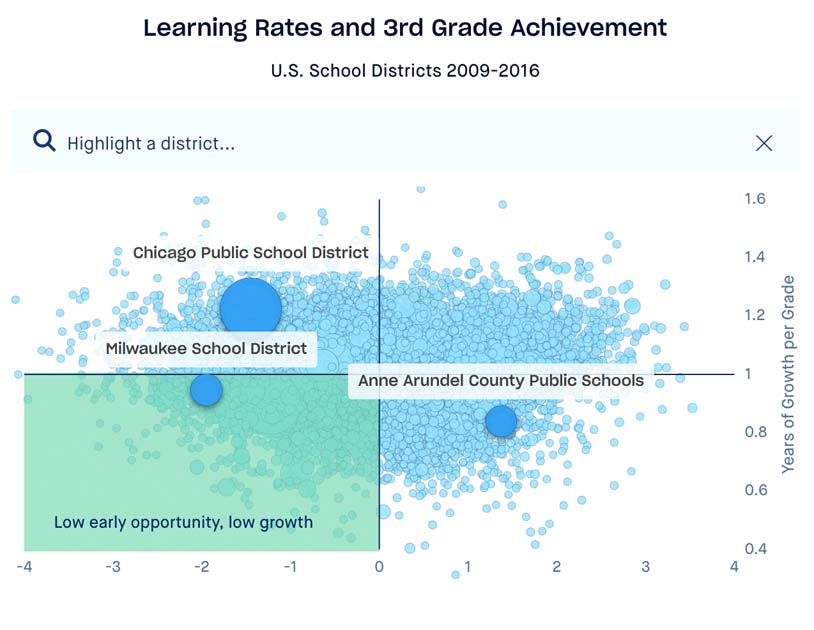 Learning Rates and 3rd Grade Achievement
U.S. School Districts 2009-2016
Highlight a district...
1.6
Chicago Public School District
1.4
1.2
Milwaukee School District
1
Anne Arundel County Public Schools
0.8
0.6
Low early opportunity, low growth
0.4
Years of Growth per Grade
-4 -3 -2 -1 0 1 2 3 4